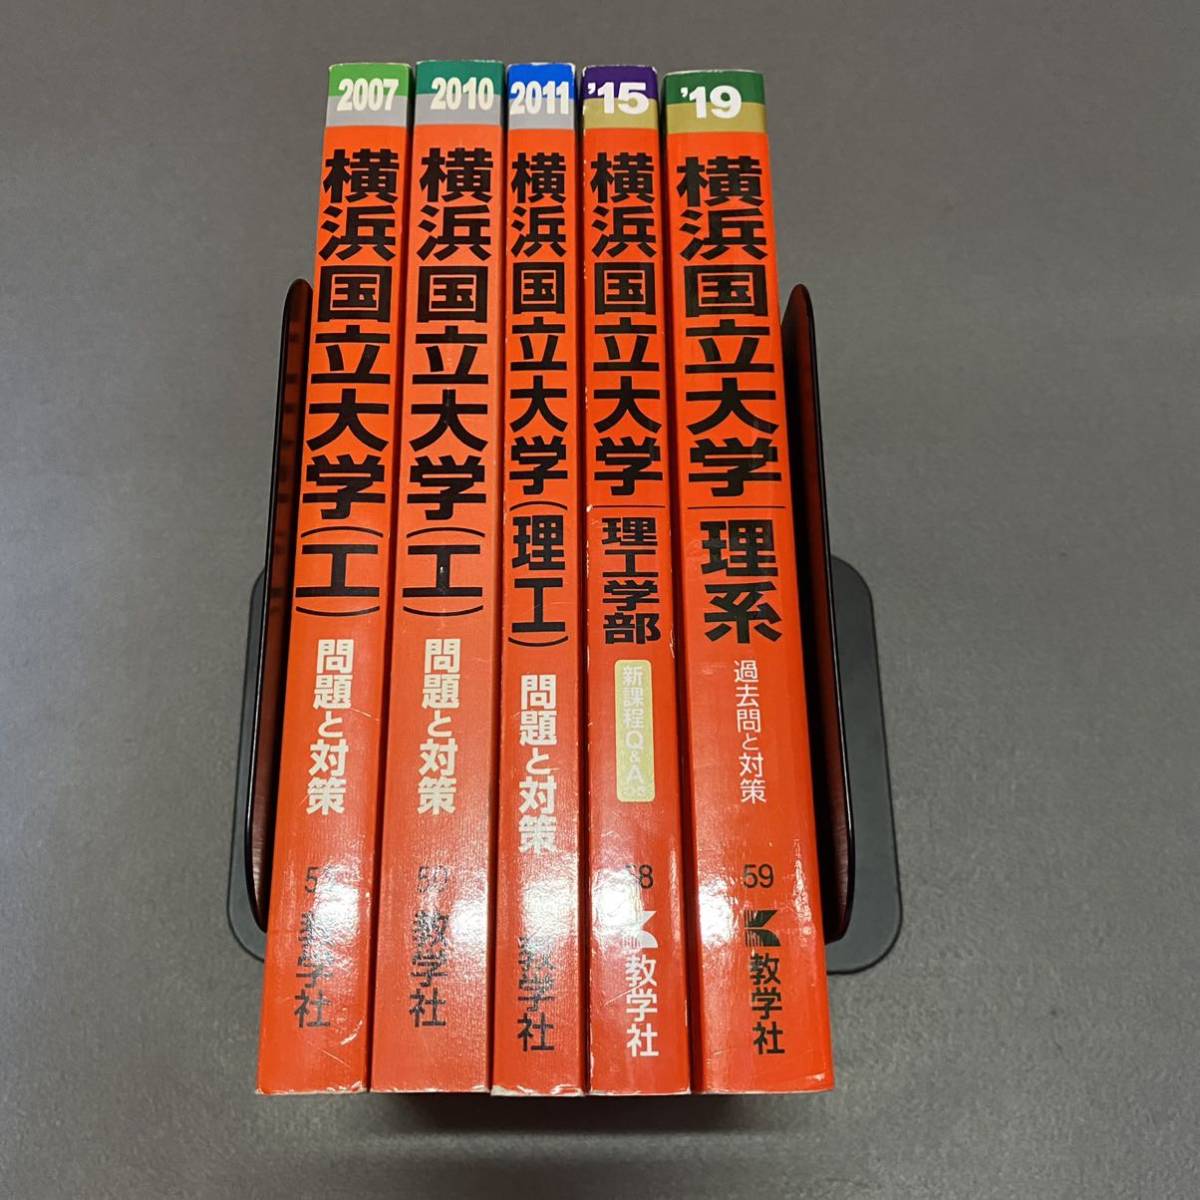 2007
横浜国立大学(工)
問題と対策
教学社
2010
横浜国立大学(工)
問題と対策
教学社
2011
横浜国立大学(理工)
問題と対策
教学社
'15
横浜国立大学
理工学部
新課程Q&Aつき
教学社
'19
横浜国立大学
理系
過去問と対策
59
教学社